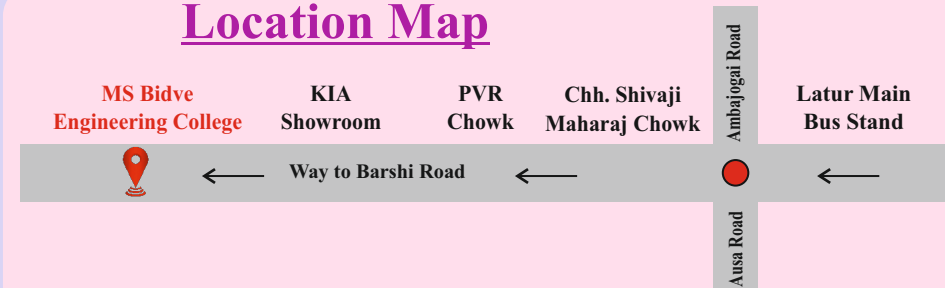 Location Map
MS Bidve
Engineering College
KIA
Showroom
PVR
Chowk
Chh. Shivaji
Maharaj Chowk
Ambajogai Road
Latur Main
Bus Stand
Way to Barshi Road
Ausa Road